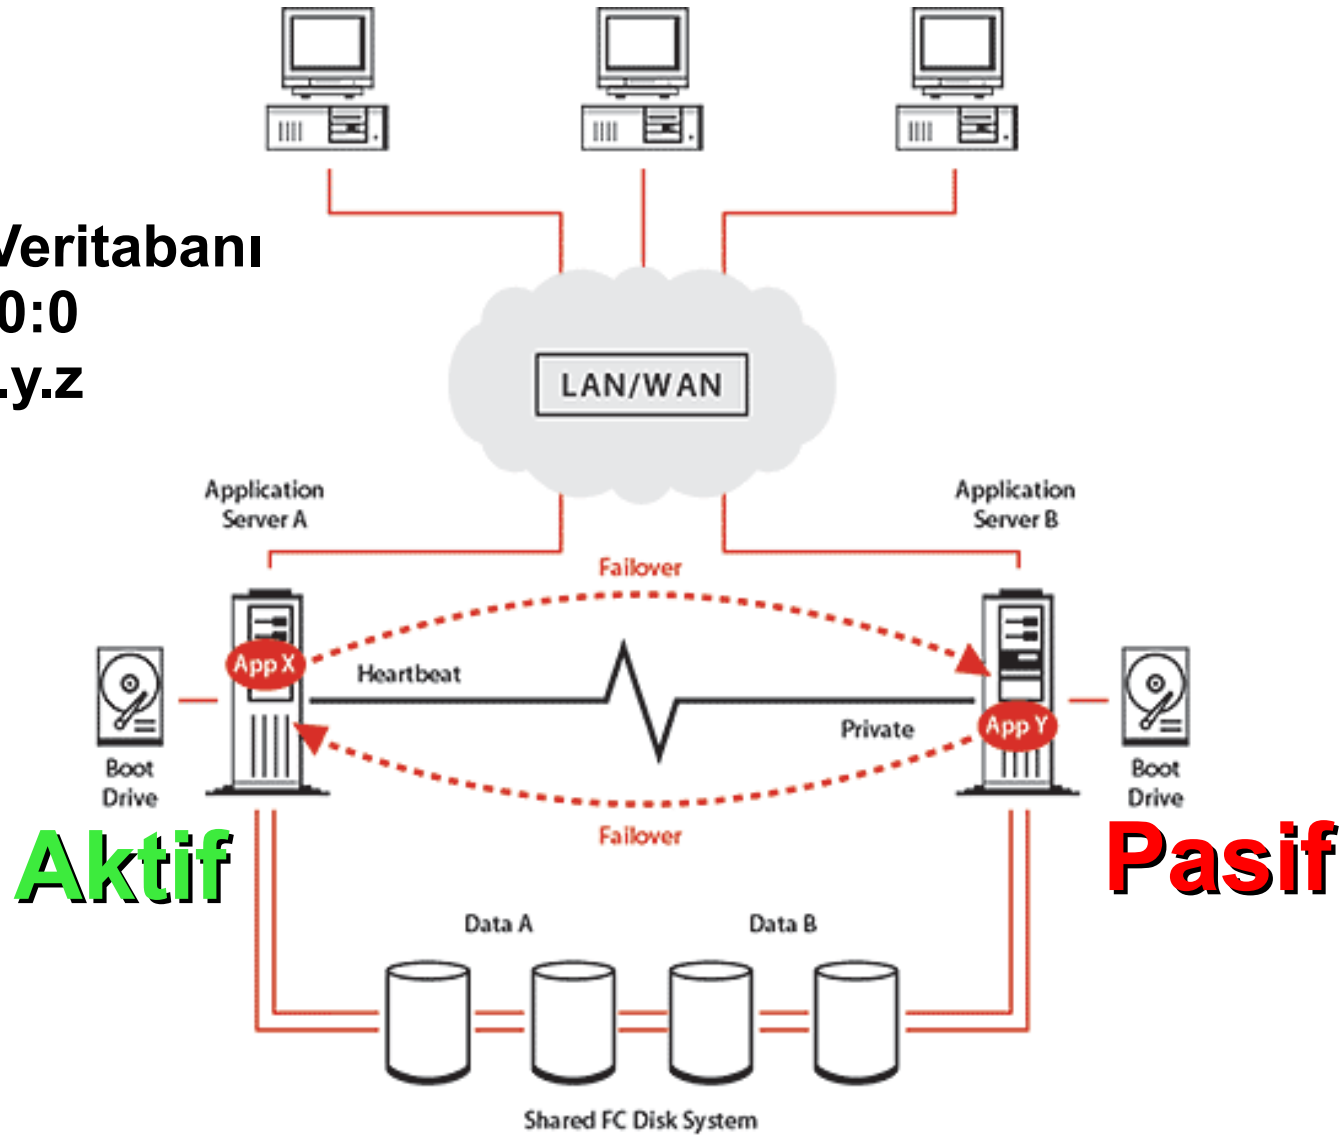 Veritabanı
0:0
.y.z
LAN/WAN
Application
Server A
Application
Server B
Failover
App X
Heartbeat
Private
App Y
Boot
Drive
Boot
Drive
Failover
Aktif
Pasif
Data A
Data B
Shared FC Disk System